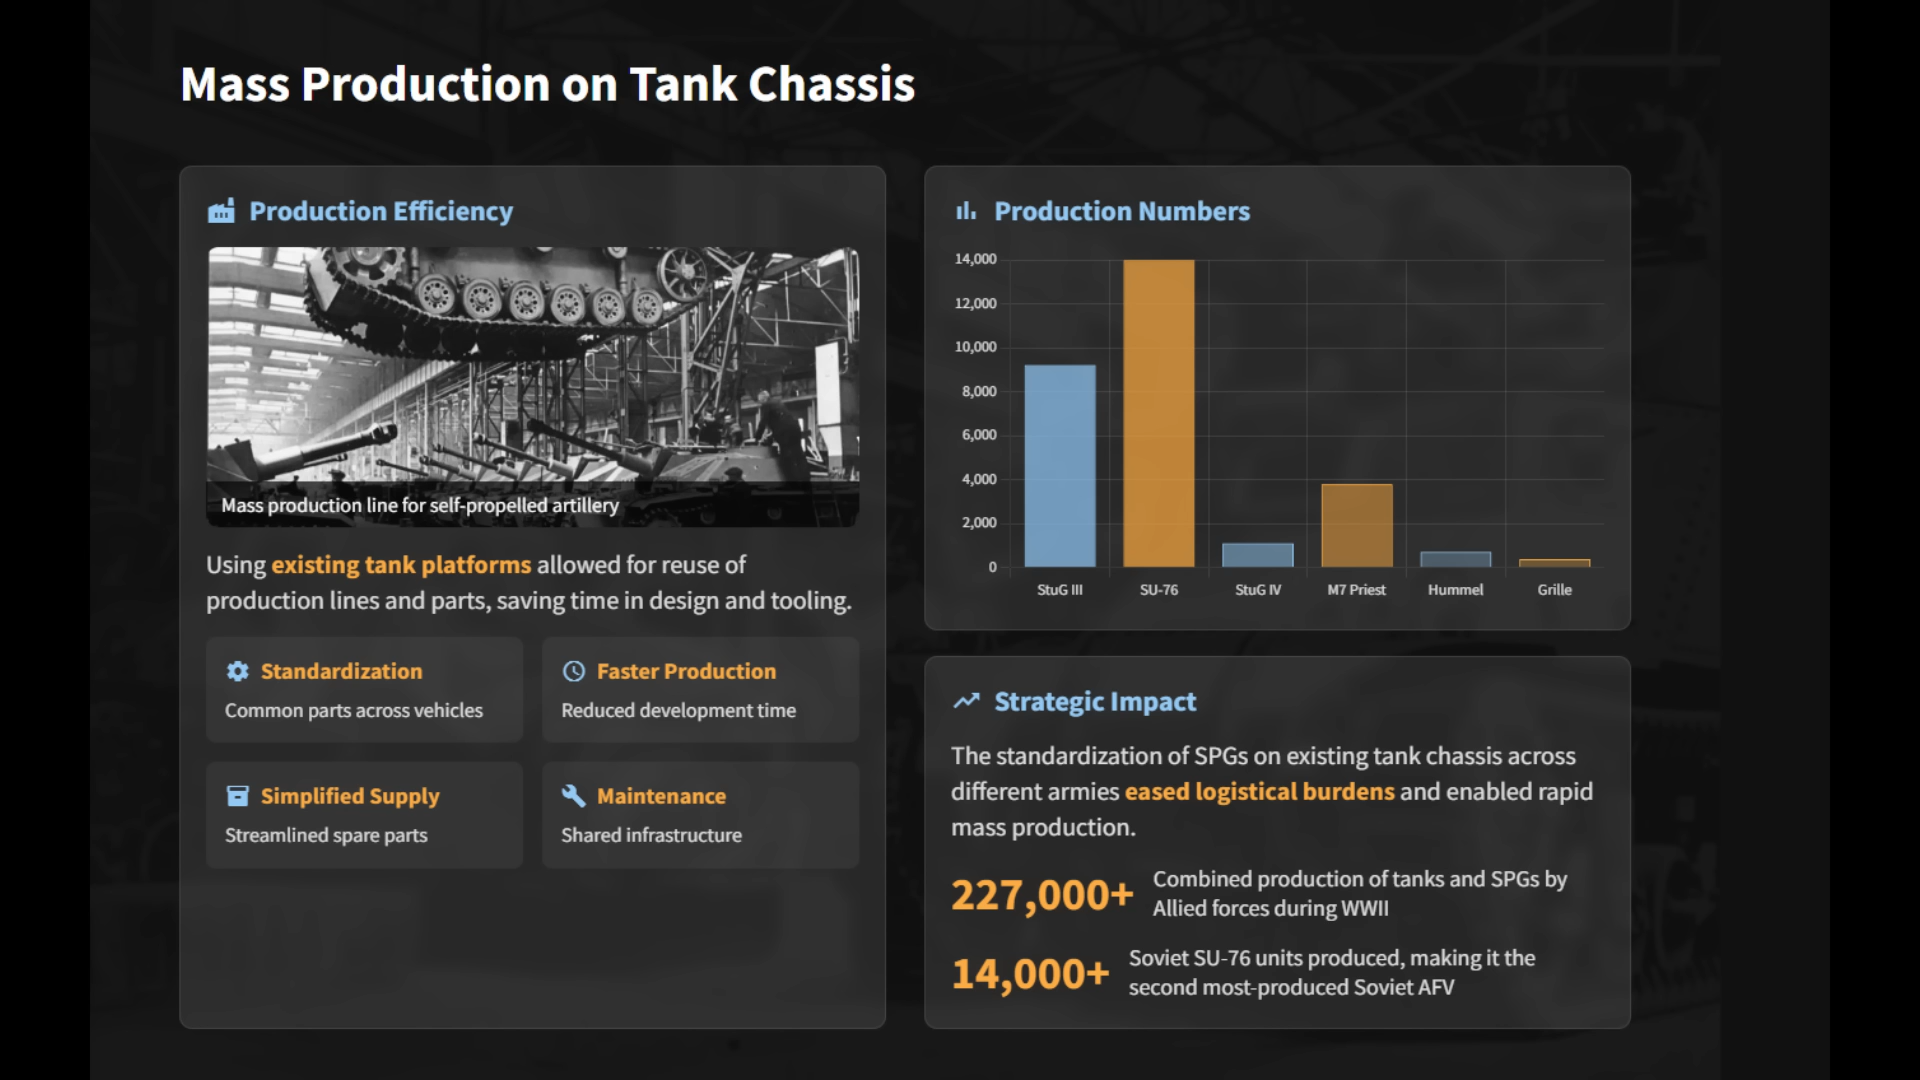 Mass Production on Tank Chassis
Production Efficiency
Mass production line for self-propelled artillery
Using existing tank platforms allowed for reuse of
production lines and parts, saving time in design and tooling.
Standardization
Common parts across vehicles
Faster Production
Reduced development time
Simplified Supply
Streamlined spare parts
Maintenance
Shared infrastructure
Production Numbers
14,000
12,000
10,000
8,000
6,000
4,000
2,000
0
StuG III
SU-76
StuG IV
M7 Priest
Hummel
Grille
Strategic Impact
The standardization of SPGs on existing tank chassis across
different armies eased logistical burdens and enabled rapid
mass production.
227,000+
Combined production of tanks and SPGs by
Allied forces during WWII
14,000+
Soviet SU-76 units produced, making it the
second most-produced Soviet AFV